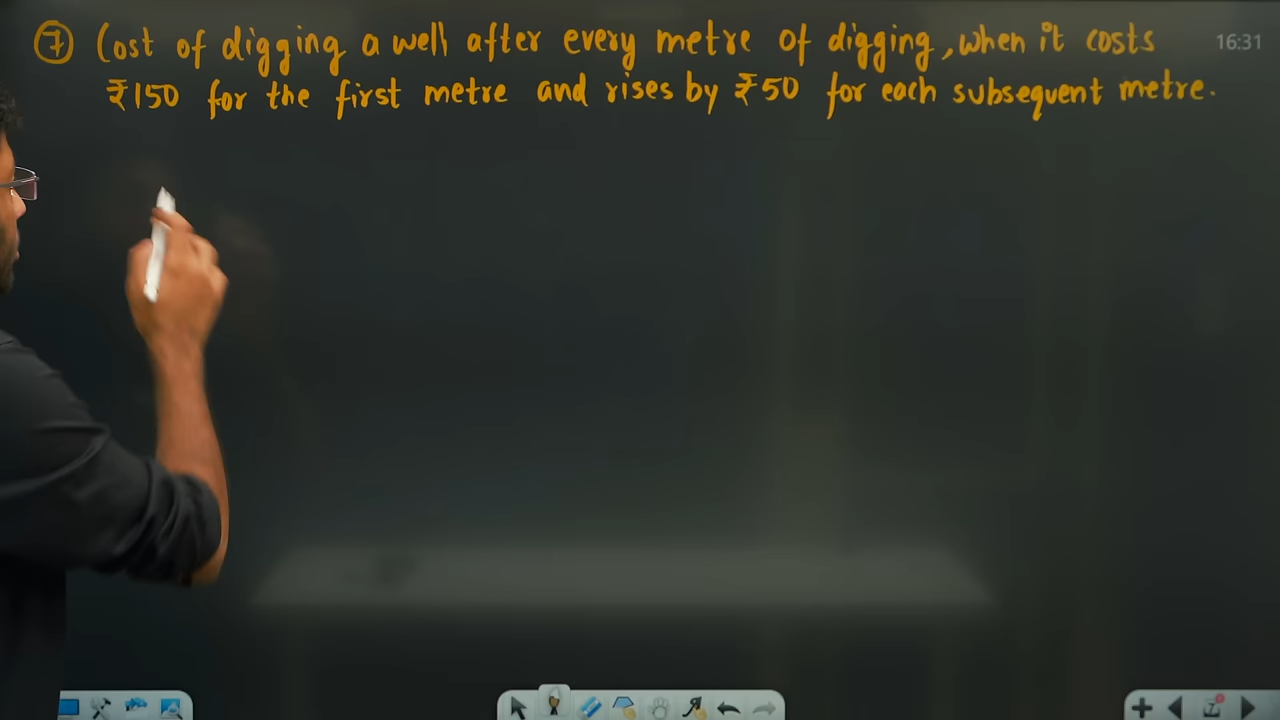 7 Cost of digging a well after every metre of digging, when it costs
₹150 for the first metre and rises by ₹50 for each subsequent metre.
16:31